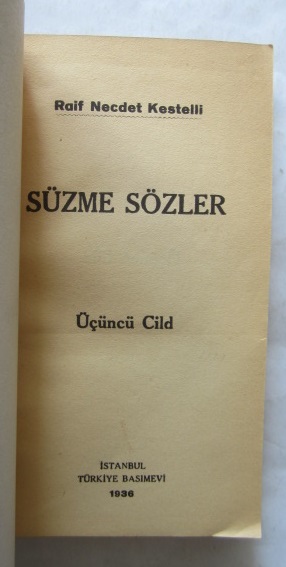 Raif Necdet Kestelli
SÜZME SÖZLER
Üçüncü Cild
İSTANBUL
TÜRKİYE BASIMEVİ
1936